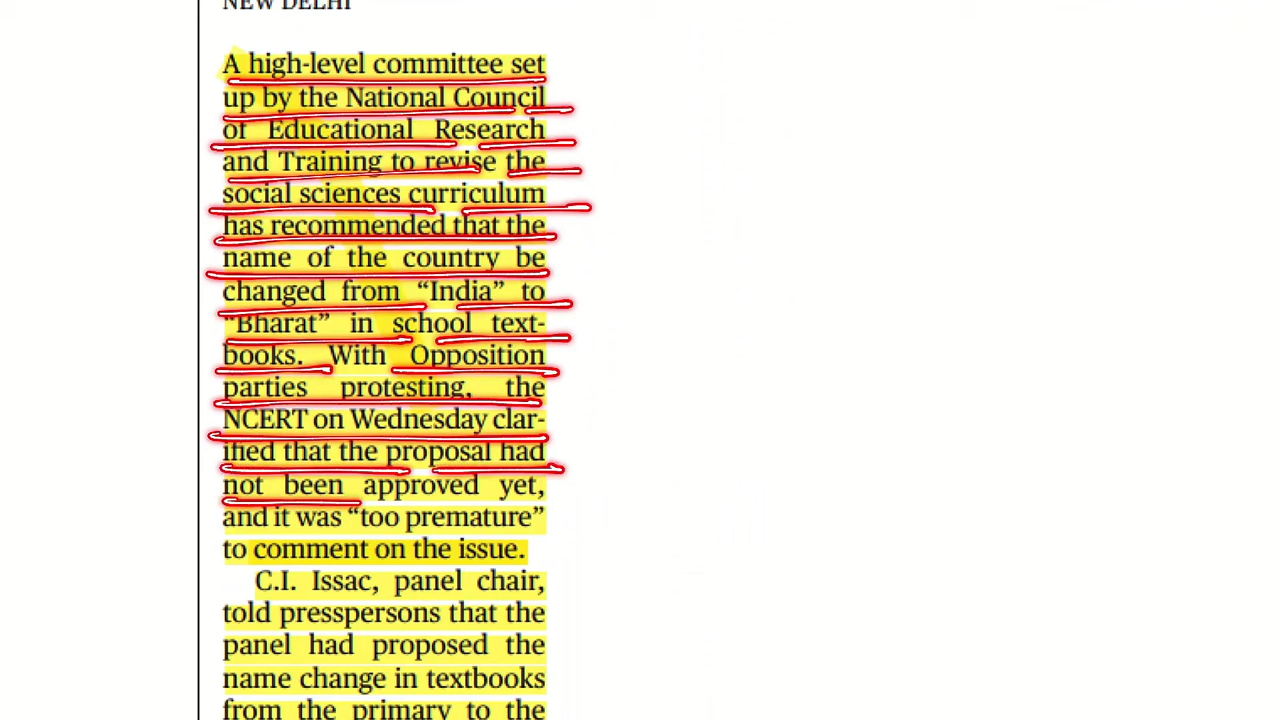 NEW DELHI
A high-level committee set
up by the National Council
of Educational Research
and Training to revise the
social sciences curriculum
has recommended that the
name of the country be
changed from “India” to
“Bharat” in school text-
books. With Opposition
parties protesting, the
NCERT on Wednesday clar-
ified that the proposal had
not been approved yet,
and it was “too premature”
to comment on the issue.
C.I. Issac, panel chair,
told presspersons that the
panel had proposed the
name change in textbooks
from the primary to the